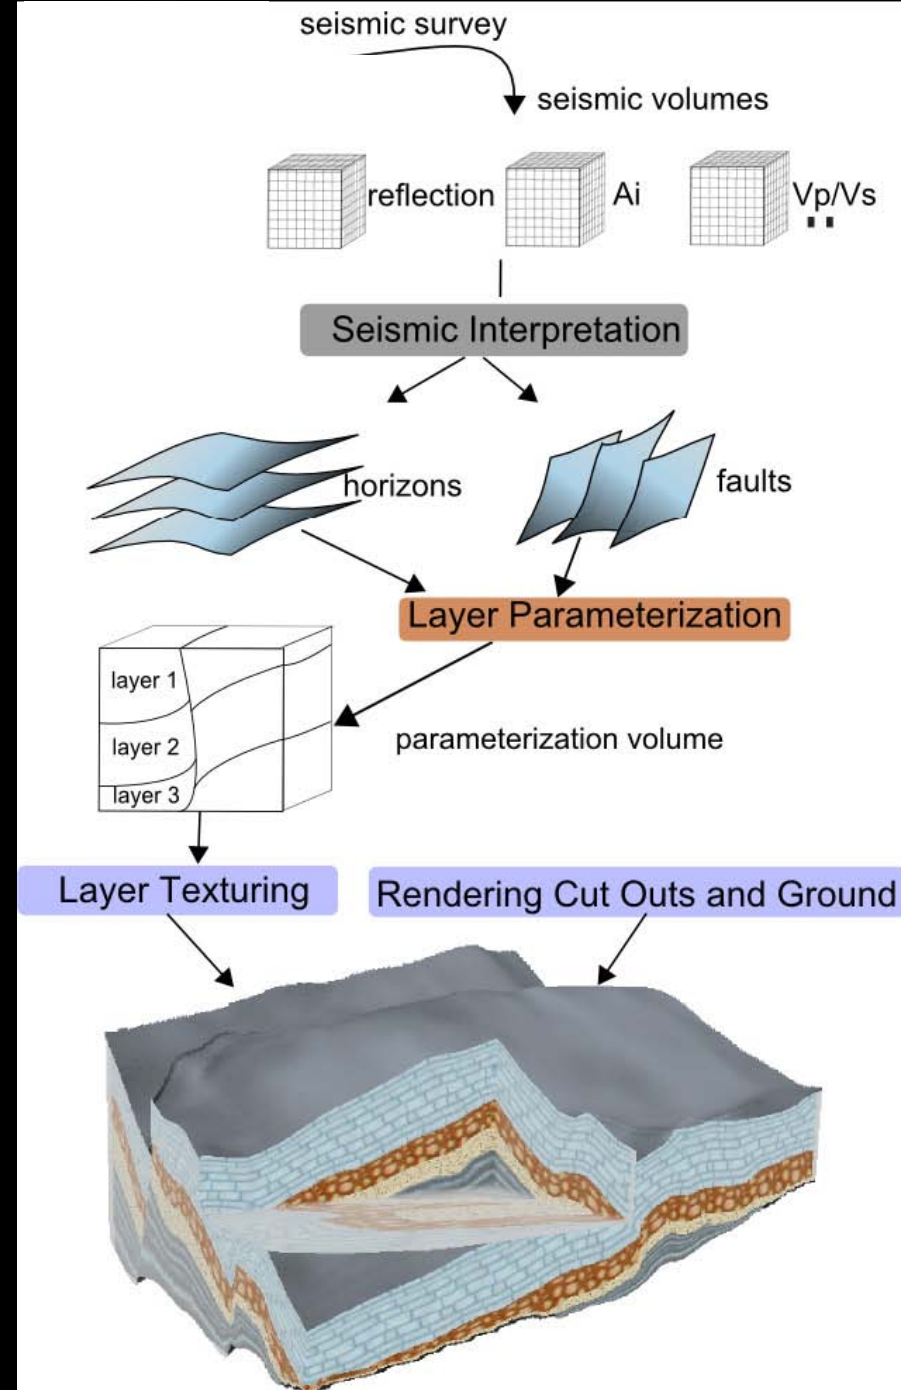 seismic survey
seismic volumes
reflection
Ai
Vp/Vs
Seismic Interpretation
horizons
faults
Layer Parameterization
layer 1
layer 2
layer 3
parameterization volume
Layer Texturing
Rendering Cut Outs and Ground